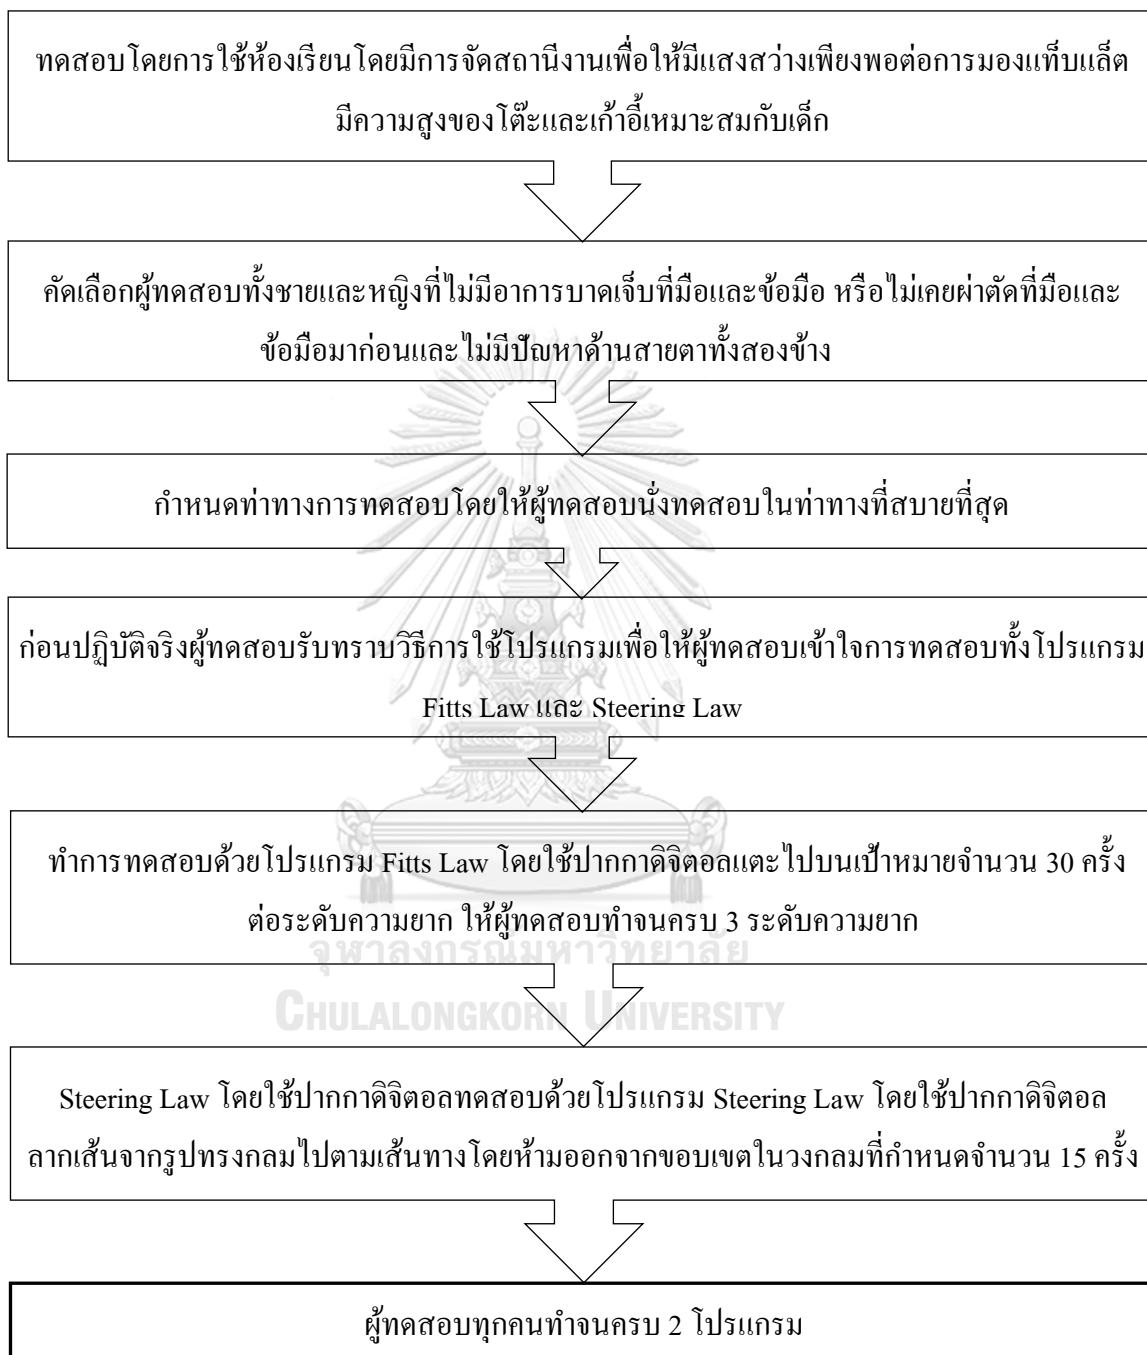 ทดสอบโดยการใช้ห้องเรียนโดยมีการจัดสถานีงานเพื่อให้มีแสงสว่างเพียงพอต่อการมองแท็บแล็ต
มีความสูงของโต๊ะและเก้าอี้เหมาะสมกับเด็ก
คัดเลือกผู้ทดสอบทั้งชายและหญิงที่ไม่มีอาการบาดเจ็บที่มือและข้อมือ หรือไม่เคยผ่าตัดที่มือและ
ข้อมือมาก่อนและไม่มีปัญหาด้านสายตาทั้งสองข้าง
กำหนดท่าทางการทดสอบโดยให้ผู้ทดสอบนั่งทดสอบในท่าทางที่สบายที่สุด
ก่อนปฏิบัติจริงผู้ทดสอบรับทราบวิธีการใช้โปรแกรมเพื่อให้ผู้ทดสอบเข้าใจการทดสอบทั้งโปรแกรม
Fitts Law และ Steering Law
ทำการทดสอบด้วยโปรแกรม Fitts Law โดยใช้ปากกาดิจิตอลแตะไปบนเป้าหมายจำนวน 30 ครั้ง
ต่อระดับความยาก ให้ผู้ทดสอบทำจนครบ 3 ระดับความยาก
จุฬาลงกรณ์มหาวิทยาลัย
CHULALONGKORN UNIVERSITY
Steering Law โดยใช้ปากกาดิจิตอลทดสอบด้วยโปรแกรม Steering Law โดยใช้ปากกาดิจิตอล
ลากเส้นจากรูปทรงกลมไปตามเส้นทางโดยห้ามออกจากขอบเขตในวงกลมที่กำหนดจำนวน 15 ครั้ง
ผู้ทดสอบทุกคนทำจนครบ 2 โปรแกรม